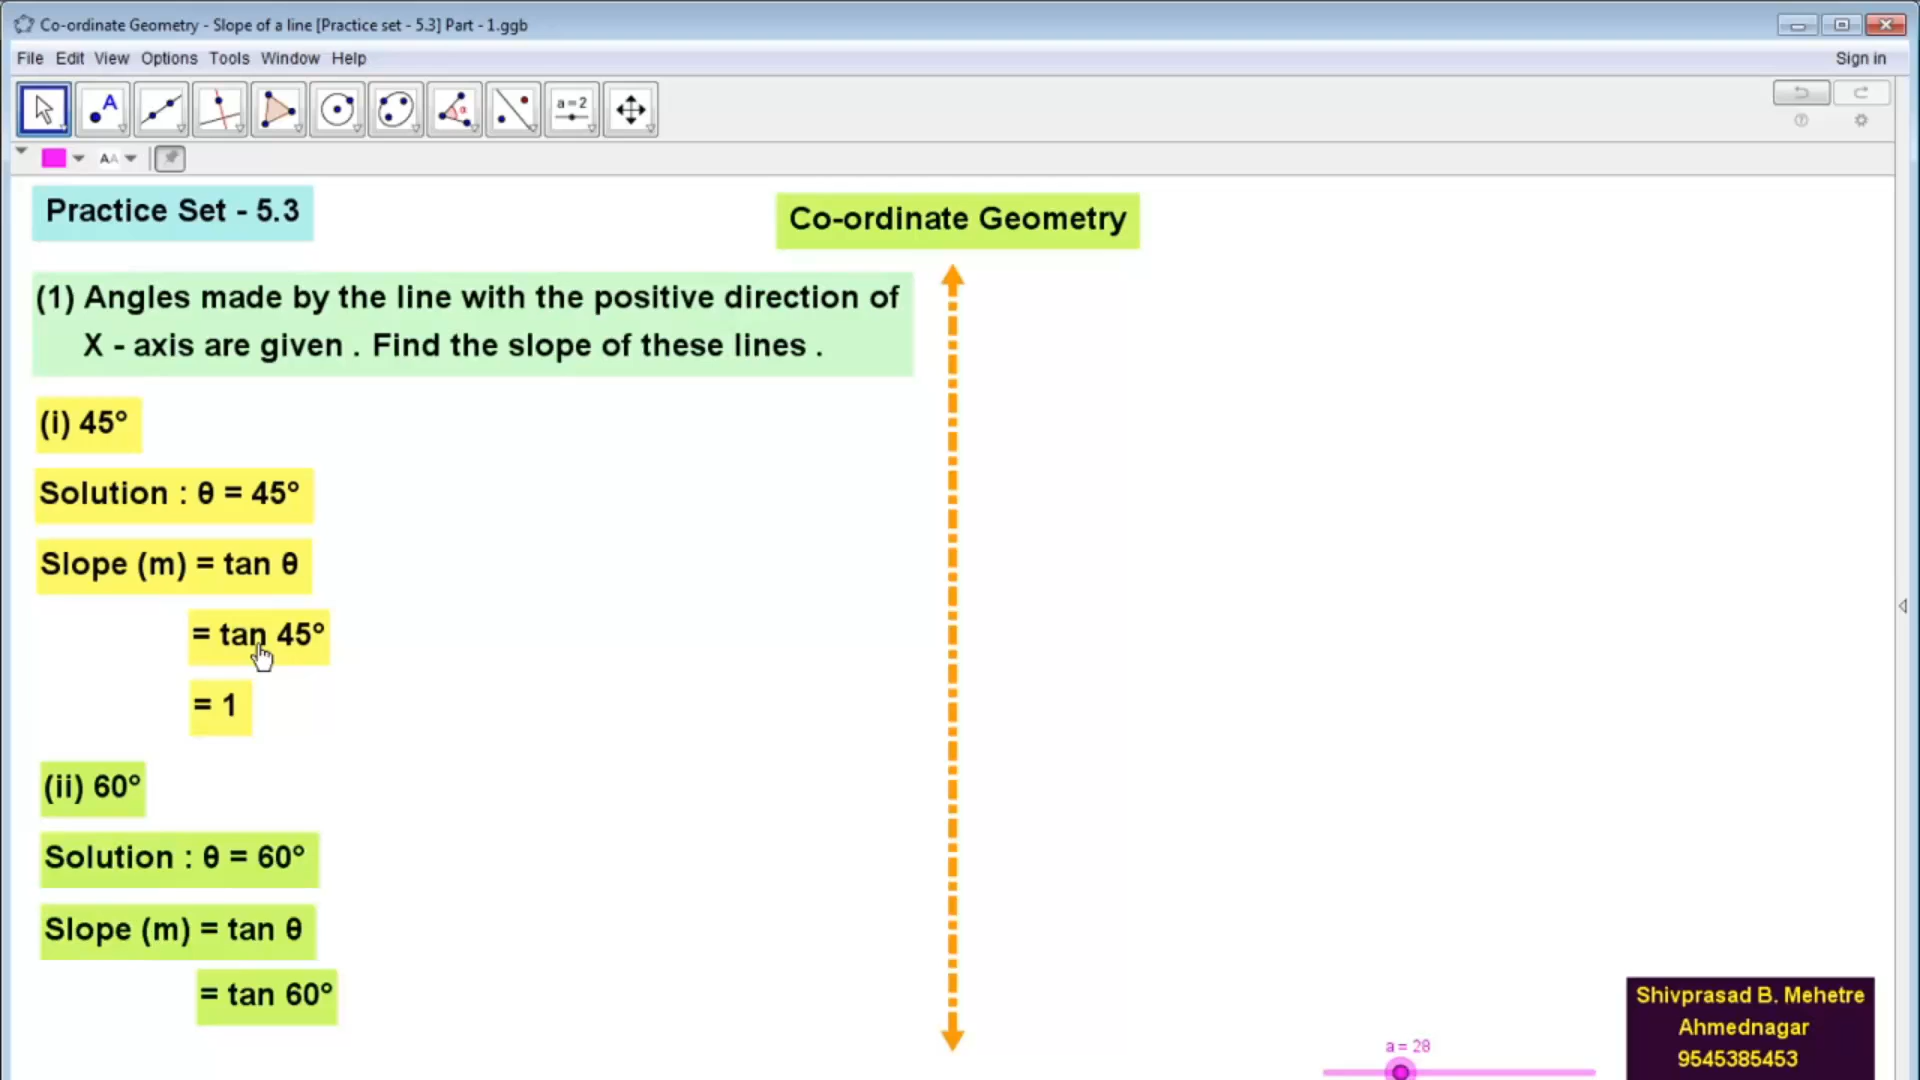 Co-ordinate Geometry - Slope of a line [Practice set - 5.3] Part - 1.ggb
File Edit View Options Tools Window Help
Sign in
A
a = 2
AA
Practice Set - 5.3
Co-ordinate Geometry
(1) Angles made by the line with the positive direction of
X - axis are given . Find the slope of these lines .
(i) 45°
Solution : θ = 45°
Slope (m) = tan θ
= tan 45°
= 1
(ii) 60°
Solution : θ = 60°
Slope (m) = tan θ
= tan 60°
a = 28
Shivprasad B. Mehetre
Ahmednagar
9545385453